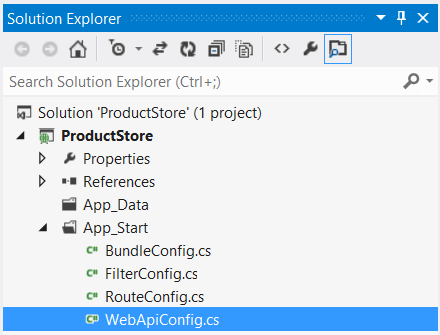 Solution Explorer
Search Solution Explorer (Ctrl+;)
Solution 'ProductStore' (1 project)
ProductStore
Properties
References
App_Data
App_Start
BundleConfig.cs
FilterConfig.cs
RouteConfig.cs
WebApiConfig.cs